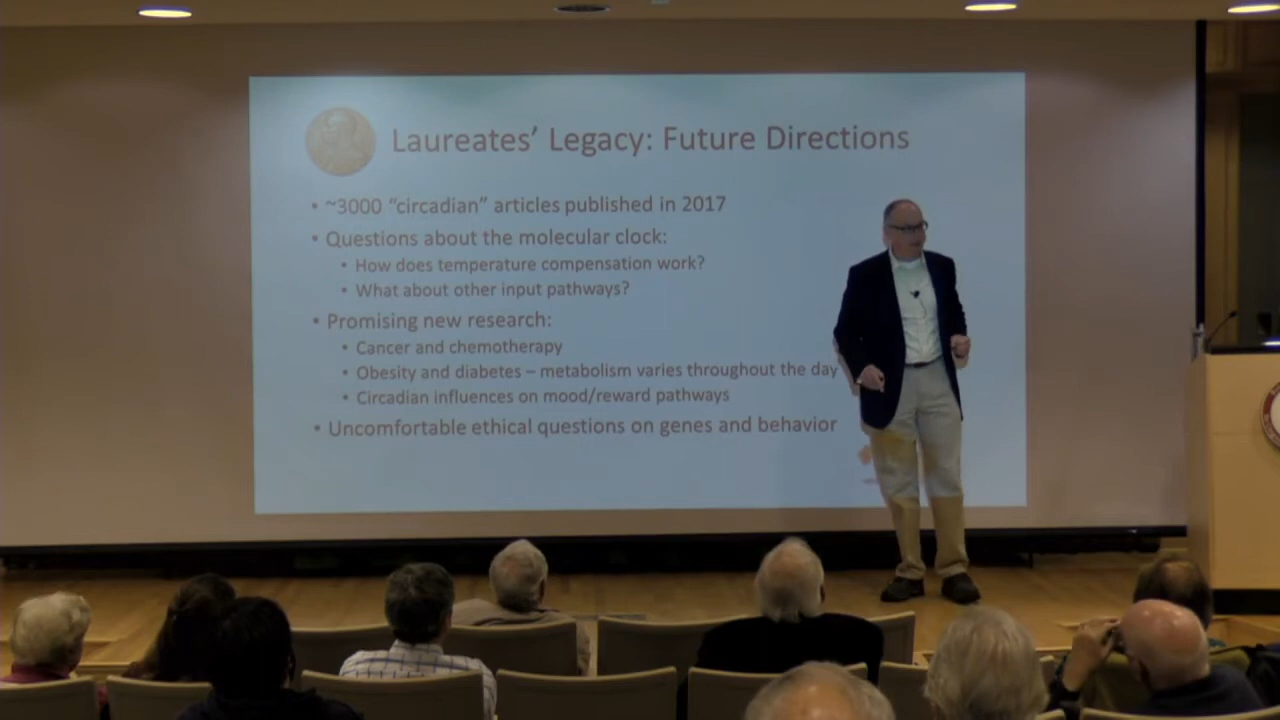 Laureates’ Legacy: Future Directions
• ~3000 “circadian” articles published in 2017
• Questions about the molecular clock:
• How does temperature compensation work?
• What about other input pathways?
• Promising new research:
• Cancer and chemotherapy
• Obesity and diabetes – metabolism varies throughout the day
• Circadian influences on mood/reward pathways
• Uncomfortable ethical questions on genes and behavior